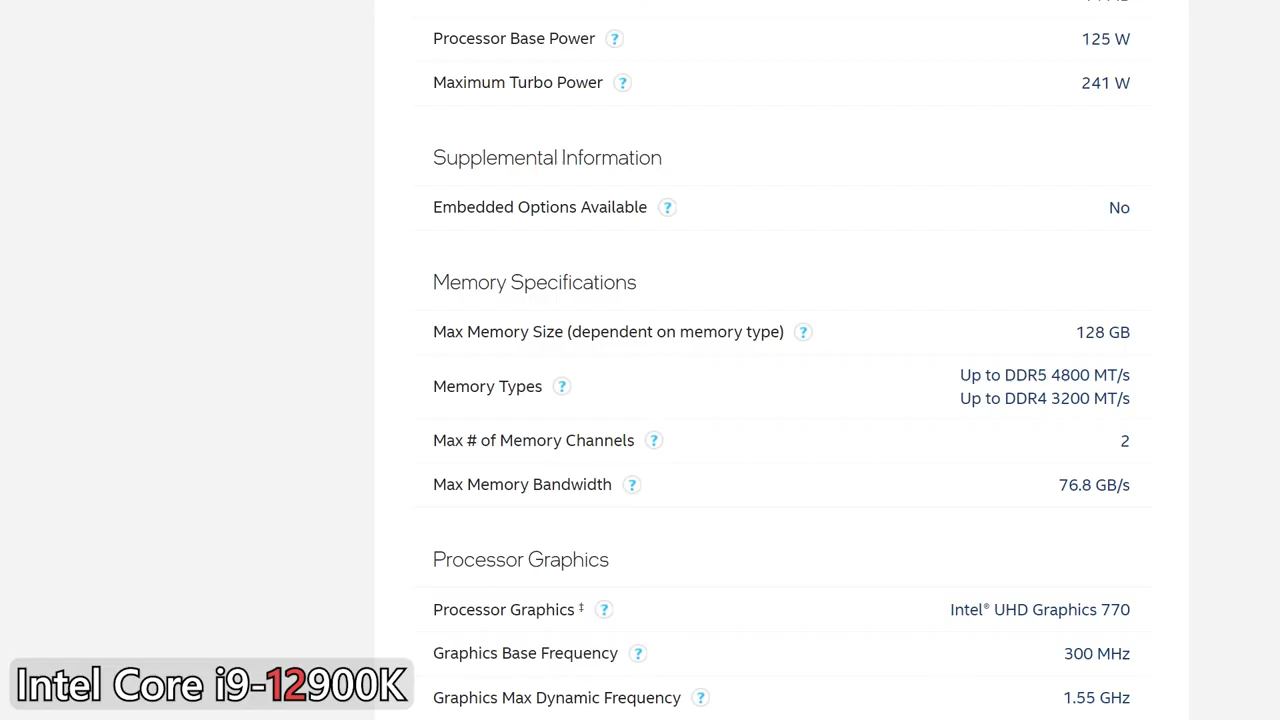 Processor Base Power ? 125 W
Maximum Turbo Power ? 241 W
Supplemental Information
Embedded Options Available ? No
Memory Specifications
Max Memory Size (dependent on memory type) ? 128 GB
Memory Types ? Up to DDR5 4800 MT/s
Up to DDR4 3200 MT/s
Max # of Memory Channels ? 2
Max Memory Bandwidth ? 76.8 GB/s
Processor Graphics
Processor Graphics ‡ ? Intel® UHD Graphics 770
Graphics Base Frequency ? 300 MHz
Graphics Max Dynamic Frequency ? 1.55 GHz
Intel Core i9-12900K